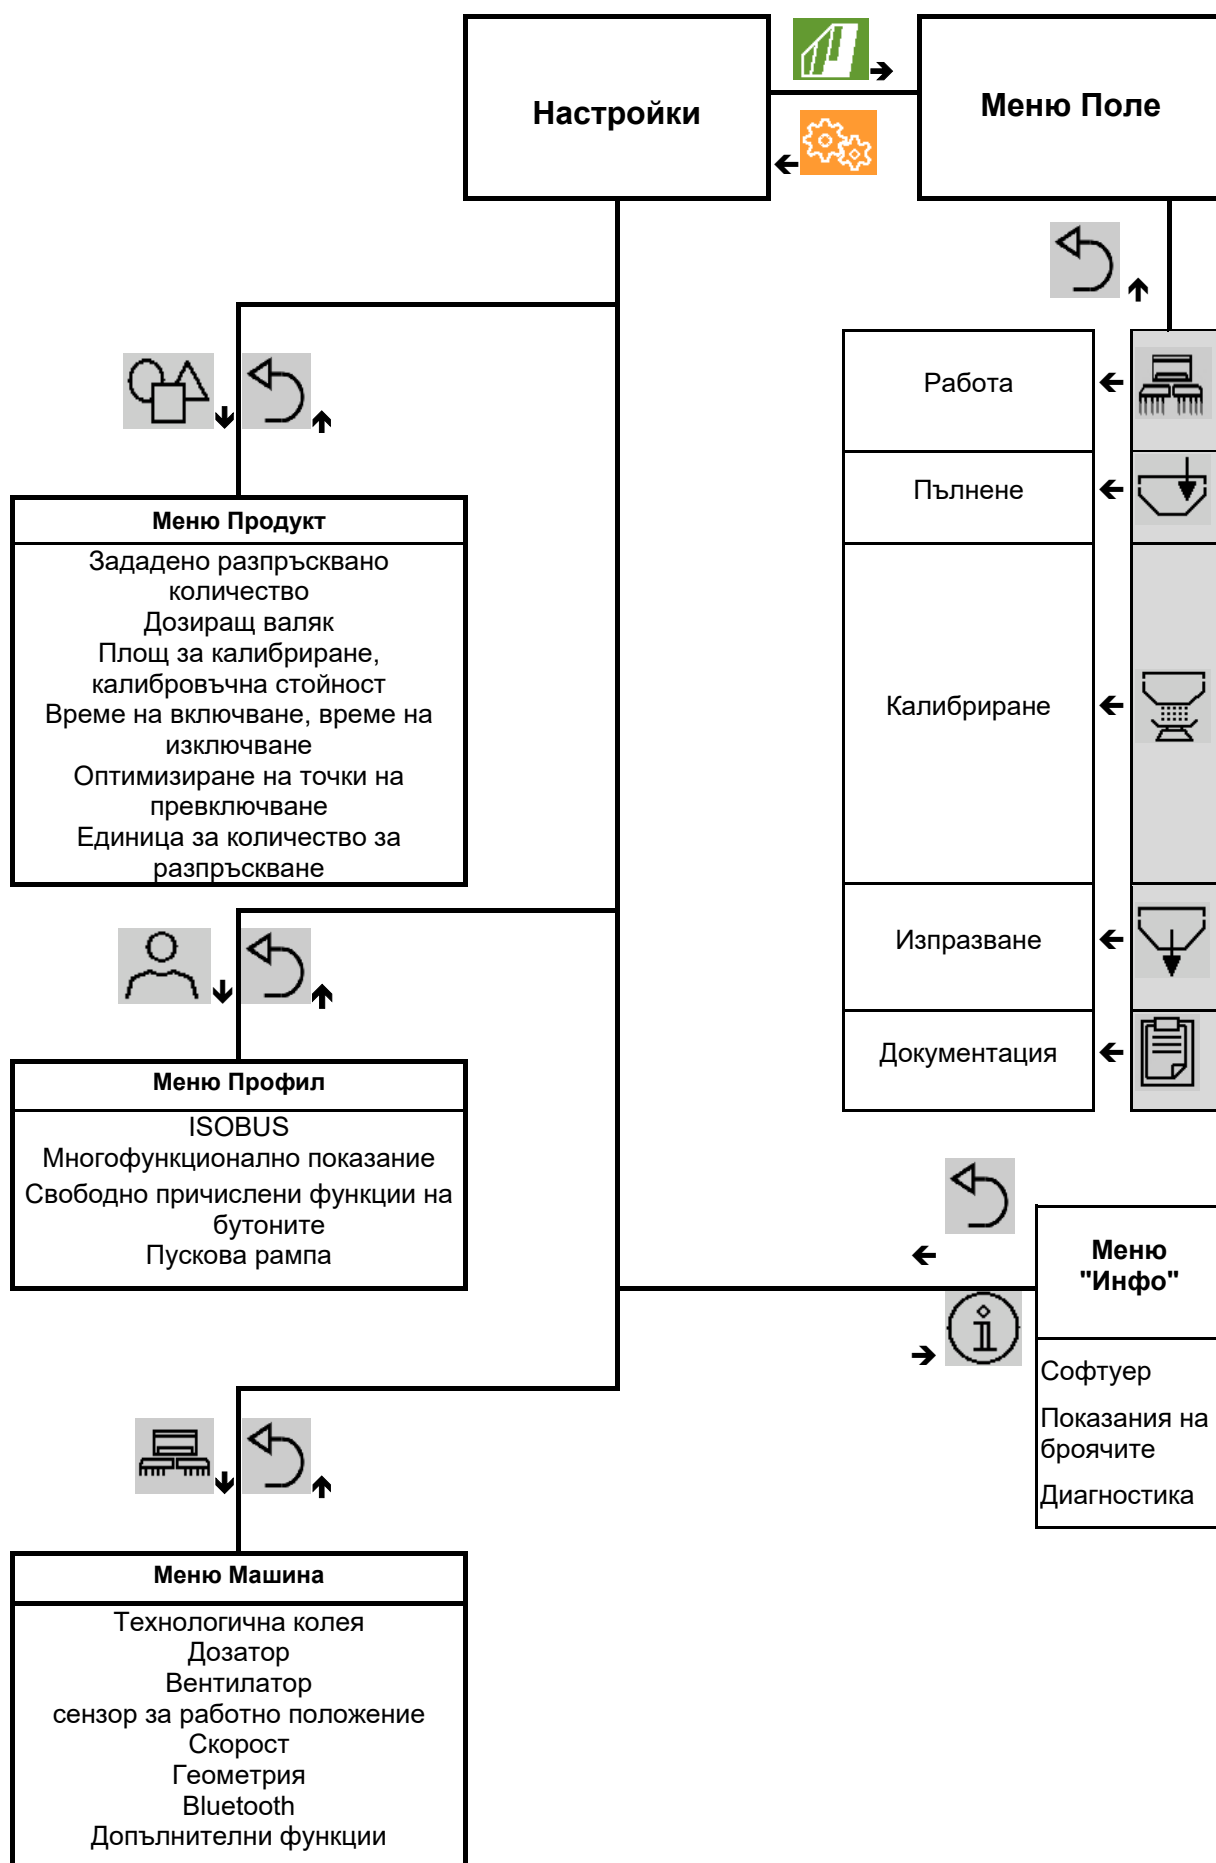 Настройки
Меню Поле
Работа
Пълнене
Калибриране
Изпразване
Документация
Меню Продукт
Зададено разпръсквано
количество
Дозиращ валяк
Площ за калибриране,
калибровъчна стойност
Време на включване, време на
изключване
Оптимизиране на точки на
превключване
Единица за количество за
разпръскване
Меню Профил
ISOBUS
Многофункционално показание
Свободно причислени функции на
бутоните
Пускова рампа
Меню
"Инфо"
Софтуер
Показания на
броячите
Диагностика
Меню Машина
Технологична колея
Дозатор
Вентилатор
сензор за работно положение
Скорост
Геометрия
Bluetooth
Допълнителни функции